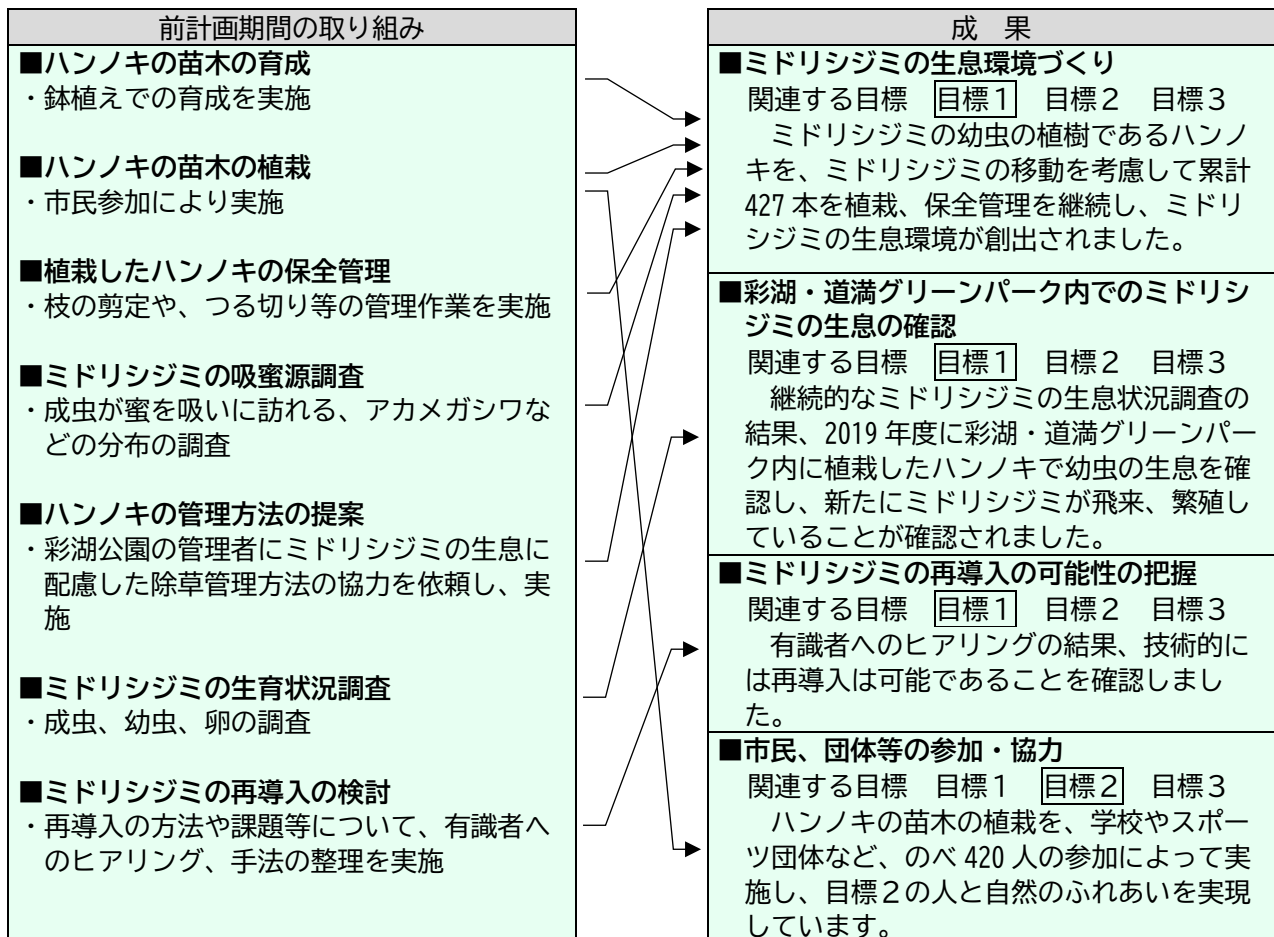 前計画期間の取り組み
■ハンノキの苗木の育成
・鉢植えでの育成を実施
■ハンノキの苗木の植栽
・市民参加により実施
■植栽したハンノキの保全管理
・枝の剪定や、つる切り等の管理作業を実施
■ミドリシジミの吸蜜源調査
・成虫が蜜を吸いに訪れる、アカメガシワな
どの分布の調査
■ハンノキの管理方法の提案
・彩湖公園の管理者にミドリシジミの生息に
配慮した除草管理方法の協力を依頼し、実
施
■ミドリシジミの生育状況調査
・成虫、幼虫、卵の調査
■ミドリシジミの再導入の検討
・再導入の方法や課題等について、有識者へ
のヒアリング、手法の整理を実施
成　果
■ミドリシジミの生息環境づくり
関連する目標　目標１　目標２　目標３
ミドリシジミの幼虫の植樹であるハンノ
キを、ミドリシジミの移動を考慮して累計
427 本を植栽、保全管理を継続し、ミドリ
シジミの生息環境が創出されました。
■彩湖・道満グリーンパーク内でのミドリシ
ジミの生息の確認
関連する目標　目標１　目標２　目標３
継続的なミドリシジミの生息状況調査の
結果、2019 年度に彩湖・道満グリーンパー
ク内に植栽したハンノキで幼虫の生息を確
認し、新たにミドリシジミが飛来、繁殖し
ていることが確認されました。
■ミドリシジミの再導入の可能性の把握
関連する目標　目標１　目標２　目標３
有識者へのヒアリングの結果、技術的に
は再導入は可能であることを確認しまし
た。
■市民、団体等の参加・協力
関連する目標　目標１　目標２　目標３
ハンノキの苗木の植栽を、学校やスポー
ツ団体など、のべ 420 人の参加によって実
施し、目標２の人と自然のふれあいを実現
しています。